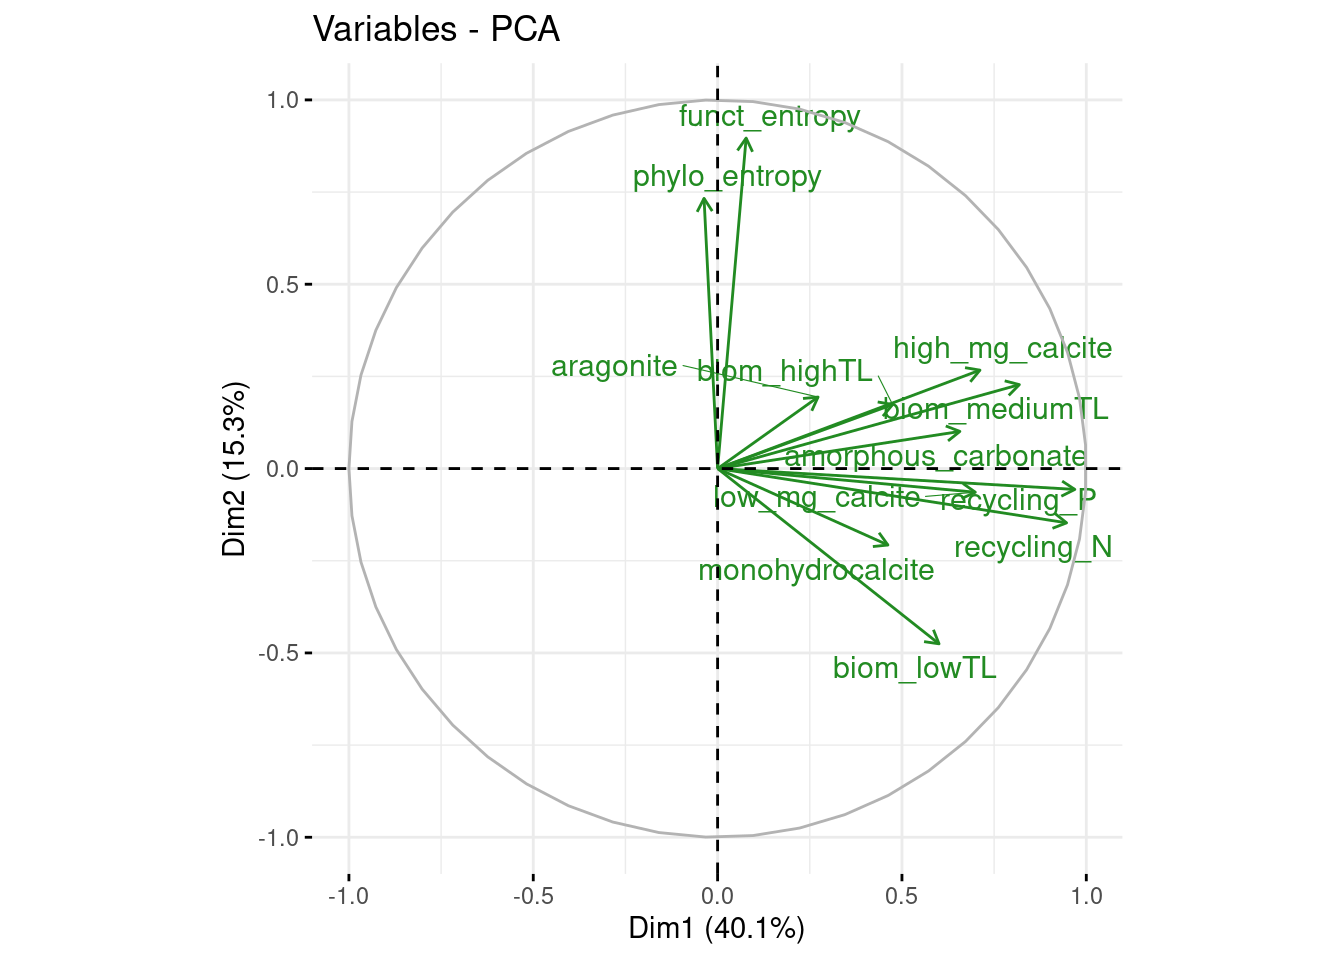 Variables - PCA
1.0
0.5
0.0
-0.5
-1.0
Dim2 (15.3%)
funct_entropy
phylo_entropy
high_mg_calcite
aragonite
biom_highTL
biom_mediumTL
amorphous_carbonate
low_mg_calcite
recycling_P
recycling_N
monohydrocalcite
biom_lowTL
-1.0
-0.5
0.0
0.5
1.0
Dim1 (40.1%)